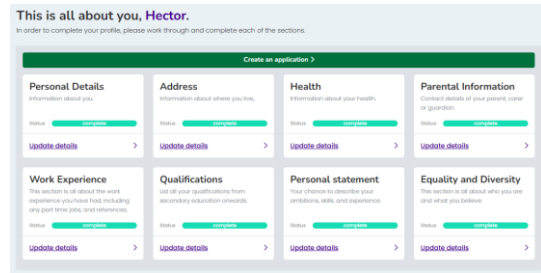 This is all about you, Hector.
In order to complete your profile, please work through and complete each of the sections.
Create an application >
Personal Details
Information about you.
Status complete
Update details >
Address
Information about where you live,
Status complete
Update details >
Health
Information about your health
Status complete
Update details >
Parental Information
Contact details of your parent, carer
or guardian.
Status complete
Update details >
Work Experience
This section is all about the work
experience you have had, including
any part time jobs, and references.
Status complete
Update details >
Qualifications
List all your qualifications from
secondary education onwards.
Status complete
Update details >
Personal statement
Your chance to describe your
ambitions, skills, and experience.
Status complete
Update details >
Equality and Diversity
This section is all about who you are
and what you believe.
Status complete
Update details >